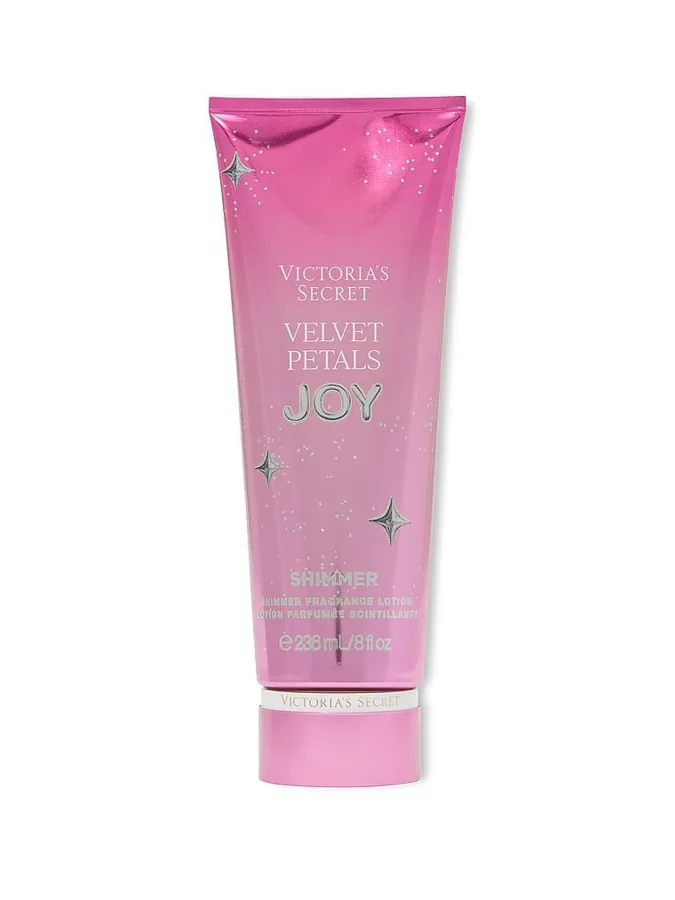 VICTORIA'S
SECRET
VELVET
PETALS
JOY
SHIMMER
SHIMMER FRAGRANCE LOTION
LOTION PARFUMÉE SCINTILLANTE
℮ 236 mL/8 fl oz
VICTORIA'S SECRET